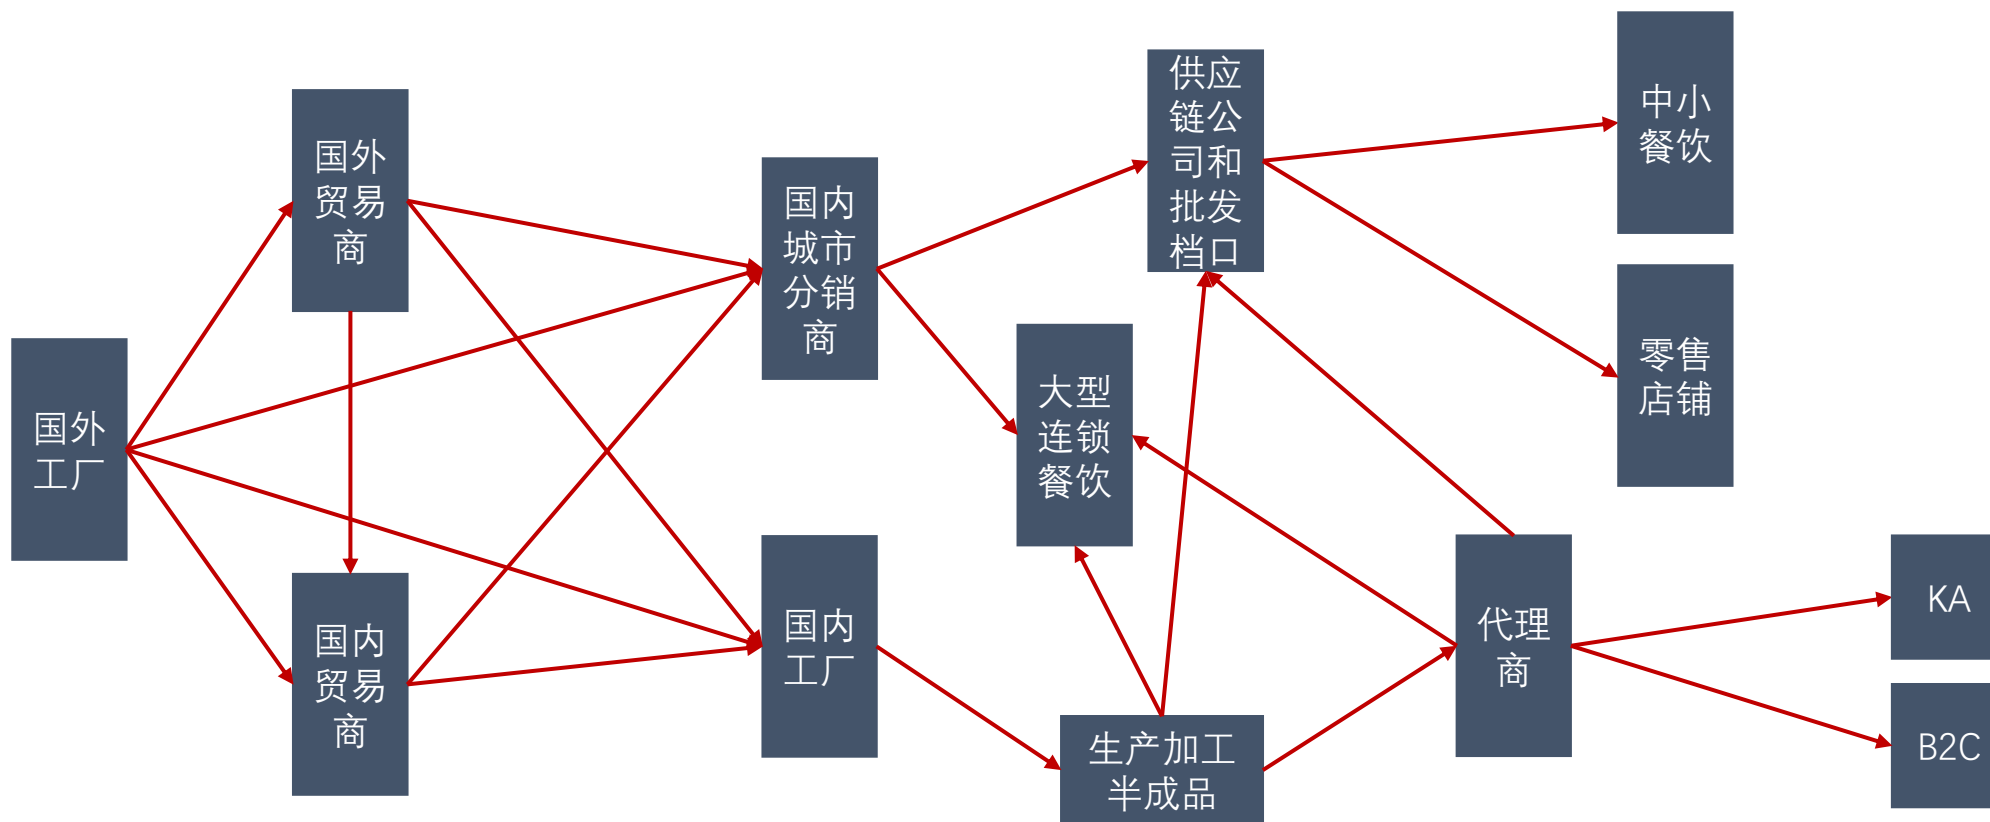 国外
工厂
国外
贸易
商
国内
贸易
商
国内
城市
分销
商
国内
工厂
大型
连锁
餐饮
生产加工
半成品
供应
链公
司和
批发
档口
代理
商
中小
餐饮
零售
店铺
KA
B2C